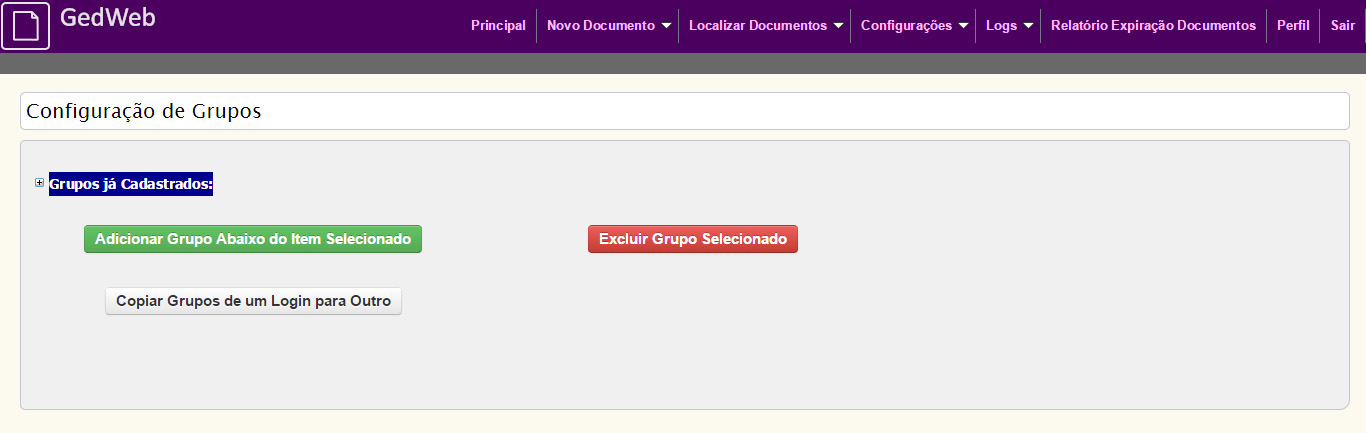 GedWeb
Principal Novo Documento Localizar Documentos Configurações Logs Relatório Expiração Documentos Perfil Sair
Configuração de Grupos
Grupos já Cadastrados:
Adicionar Grupo Abaixo do Item Selecionado Excluir Grupo Selecionado
Copiar Grupos de um Login para Outro